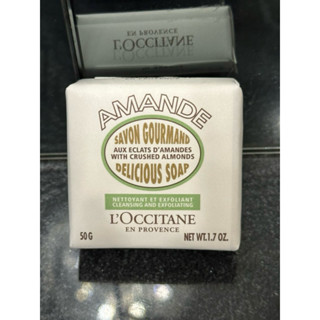 EN PROVENCE
L'OCCITANE
AMANDE
SAVON GOURMAND
AUX ECLATS D'AMANDES
WITH CRUSHED ALMONDS
DELICIOUS SOAP
NETTOYANT ET EXFOLIANT
CLEANSING AND EXFOLIATING
L'OCCITANE
EN PROVENCE
50 G NET WT.1.7 OZ.